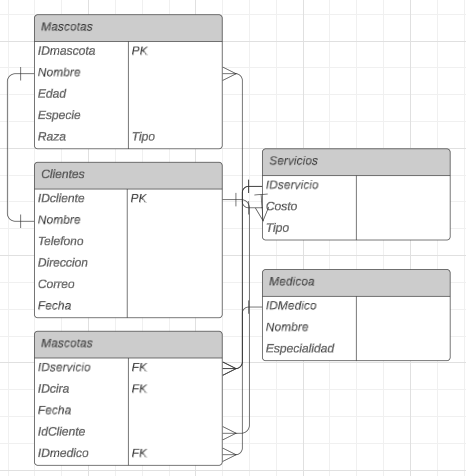 Mascotas
IDmascota PK
Nombre
Edad
Especie
Raza Tipo
Clientes
IDcliente PK
Nombre
Telefono
Direccion
Correo
Fecha
Mascotas
IDservicio FK
IDcira FK
Fecha
IdCliente
IDmedico FK
Servicios
IDservicio
Costo
Tipo
Medicoa
IDMedico
Nombre
Especialidad